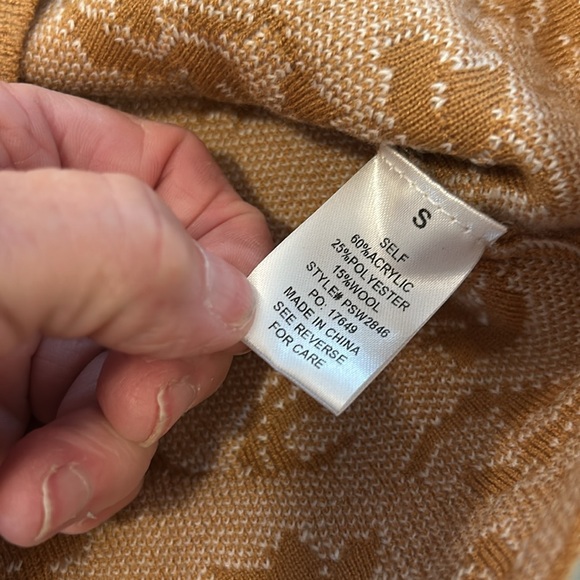 S
SELF
60%ACRYLIC
25%POLYESTER
15%WOOL
STYLE# PSW2846
PO: 17649
MADE IN CHINA
SEE REVERSE
FOR CARE